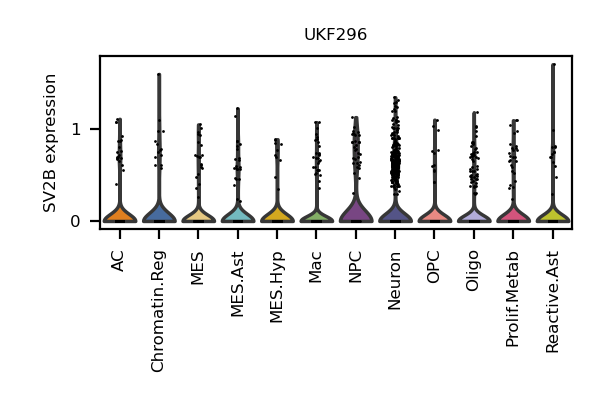 UKF296
SV2B expression
1
0
AC
Chromatin.Reg
MES
MES.Ast
MES.Hyp
Mac
NPC
Neuron
OPC
Oligo
Prolif.Metab
Reactive.Ast